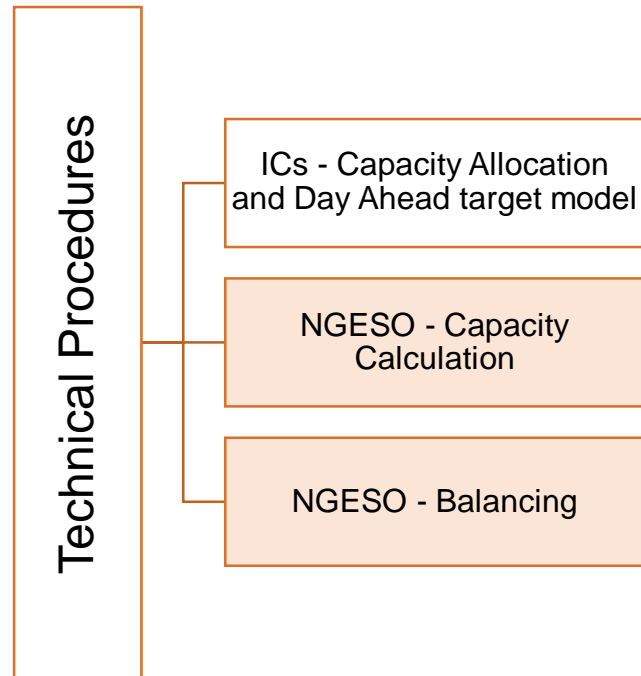 Technical Procedures
ICs - Capacity Allocation
and Day Ahead target model
NGESO - Capacity
Calculation
NGESO - Balancing